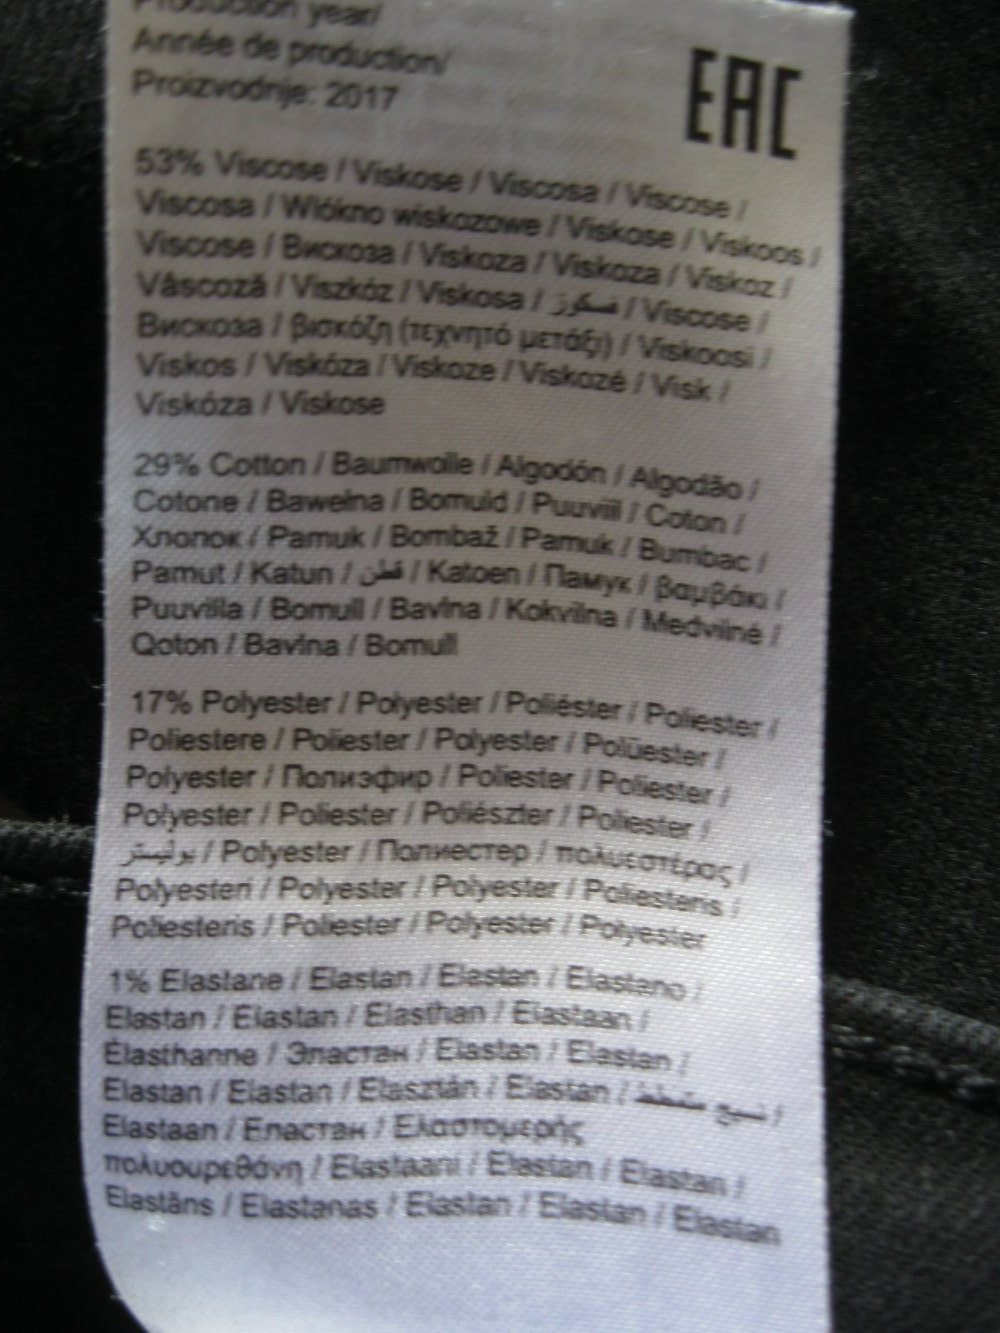 Production year/
Année de production/
Proizvodnje: 2017
EAC
53% Viscose / Viskose / Viscosa / Viscose /
Viscosa / Wlókno wiskozowe / Viskose / Viskoos /
Viscose / Вискоза / Viskoza / Viskoza / Viskoz /
Vâscoză / Viszkóz / Viskosa / فسكوز / Viscose /
Вискоза / βισκόζη (τεχνητό μετάξι) / Viskoosi /
Viskos / Viskóza / Viskoze / Viskozė / Visk /
Viskóza / Viskose
29% Cotton / Baumwolle / Algodón / Algodão /
Cotone / Bawełna / Bomuld / Puuvill / Coton /
Хлопок / Pamuk / Bombaž / Pamuk / Bumbac /
Pamut / Katun / قطن / Katoen / Памук / βαμβάκι /
Puuvilla / Bomull / Bavlna / Kokvilna / Medvilnė /
Qoton / Bavlna / Bomull
17% Polyester / Polyester / Poliéster / Poliester /
Poliestere / Poliester / Polyester / Polüester /
Polyester / Полиэфир / Poliester / Poliester /
Polyester / Poliester / Poliészter / Poliester /
بوليستر / Polyester / Полиестер / πολυεστέρας /
Polyesteri / Polyester / Polyester / Poliesteris /
Poliesteris / Poliester / Polyester / Polyester
1% Elastane / Elastan / Elastan / Elastano /
Elastan / Elastan / Elasthan / Elastaan /
Élasthanne / Эластан / Elastan / Elastan /
Elastan / Elastan / Elasztán / Elastan / نسيج مطط /
Elastaan / Еластан / Ελαστομερής
πολυουρεθάνη / Elastaani / Elastan / Elastan /
Elastāns / Elastanas / Elastan / Elastan / Elastan